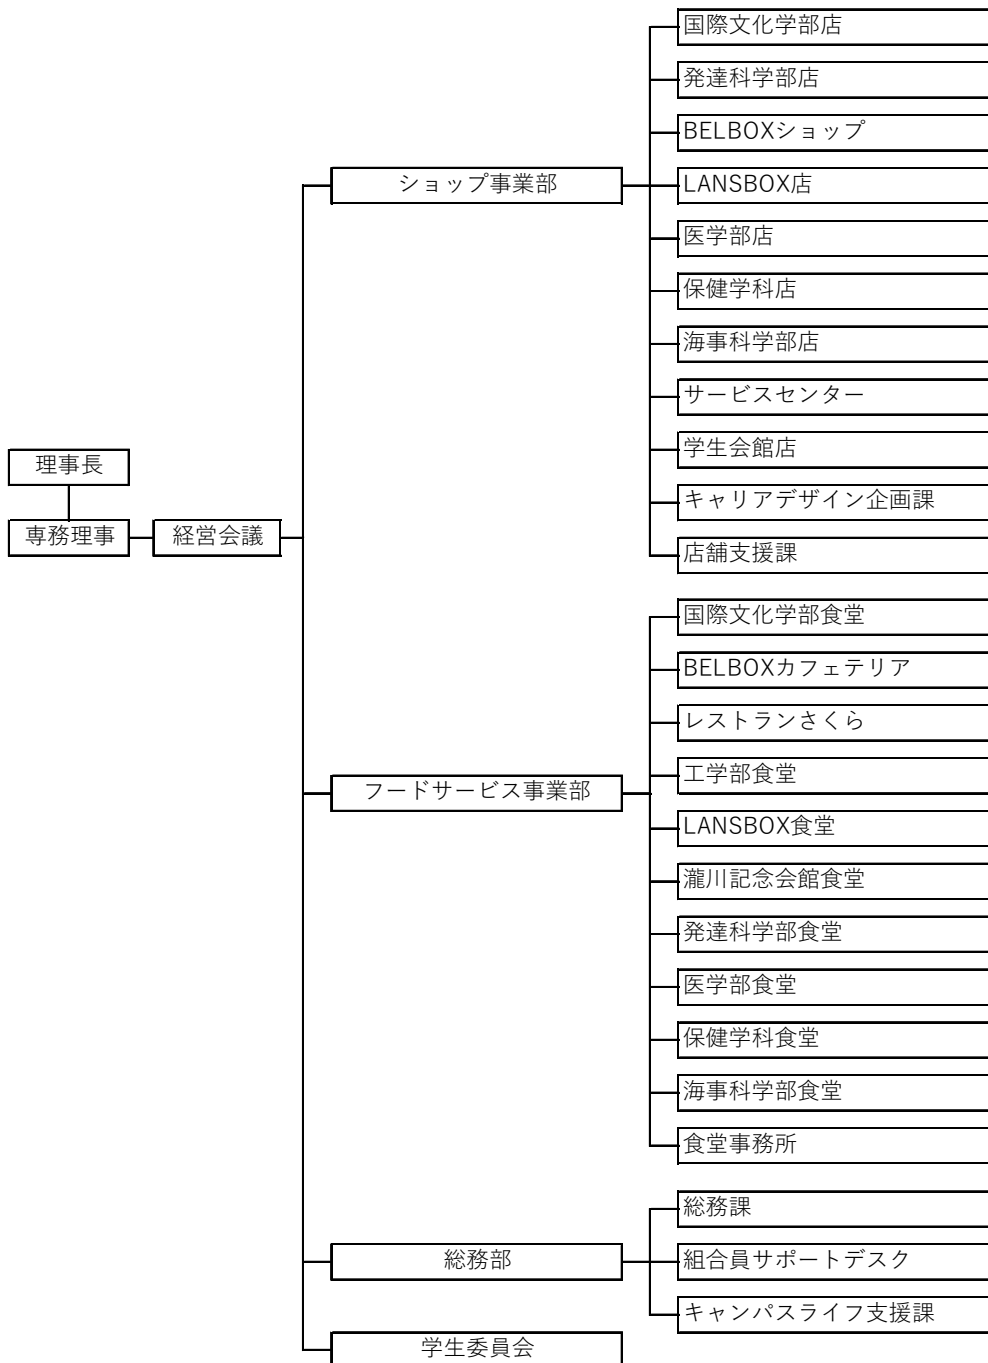 理事長
専務理事
経営会議
ショップ事業部
国際文化学部店
発達科学部店
BELBOXショップ
LANSBOX店
医学部店
保健学科店
海事科学部店
サービスセンター
学生会館店
キャリアデザイン企画課
店舗支援課
フードサービス事業部
国際文化学部食堂
BELBOXカフェテリア
レストランさくら
工学部食堂
LANSBOX食堂
瀧川記念会館食堂
発達科学部食堂
医学部食堂
保健学科食堂
海事科学部食堂
食堂事務所
総務部
総務課
組合員サポートデスク
キャンパスライフ支援課
学生委員会